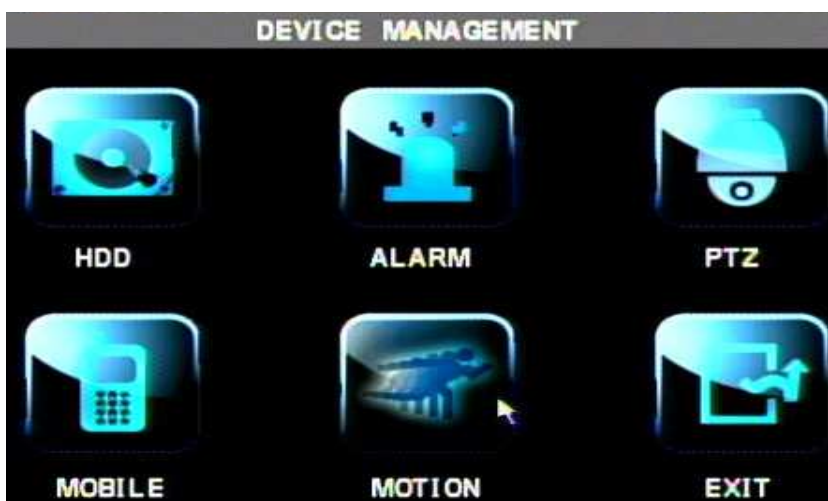 DEVICE MANAGEMENT
HDD ALARM PTZ
MOBILE MOTION EXIT